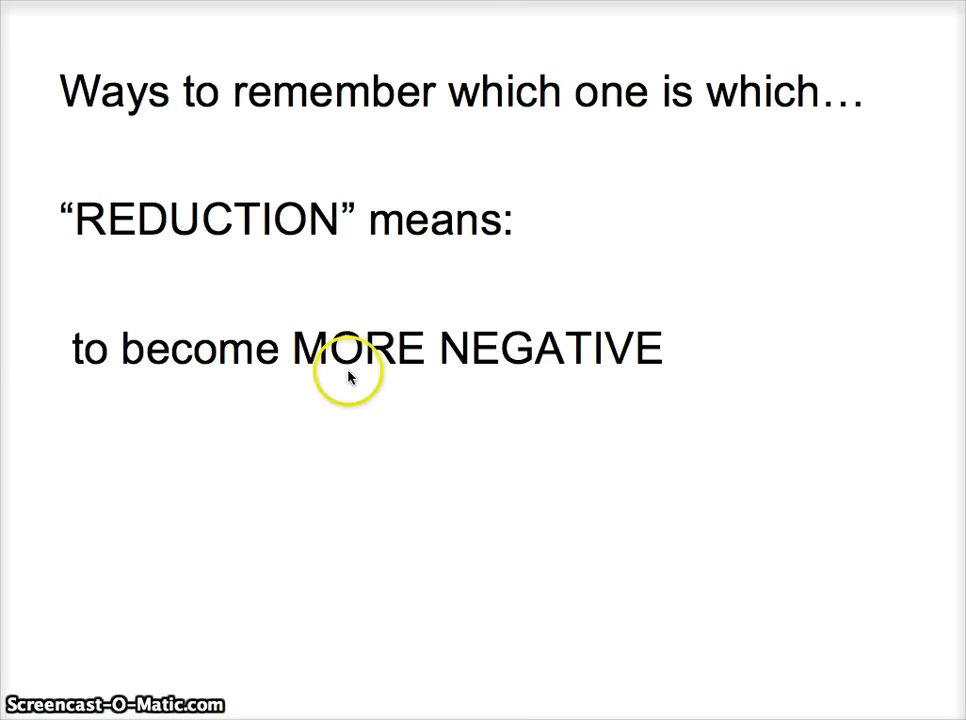 Ways to remember which one is which…
“REDUCTION” means:
to become MORE NEGATIVE
Screencast-O-Matic.com